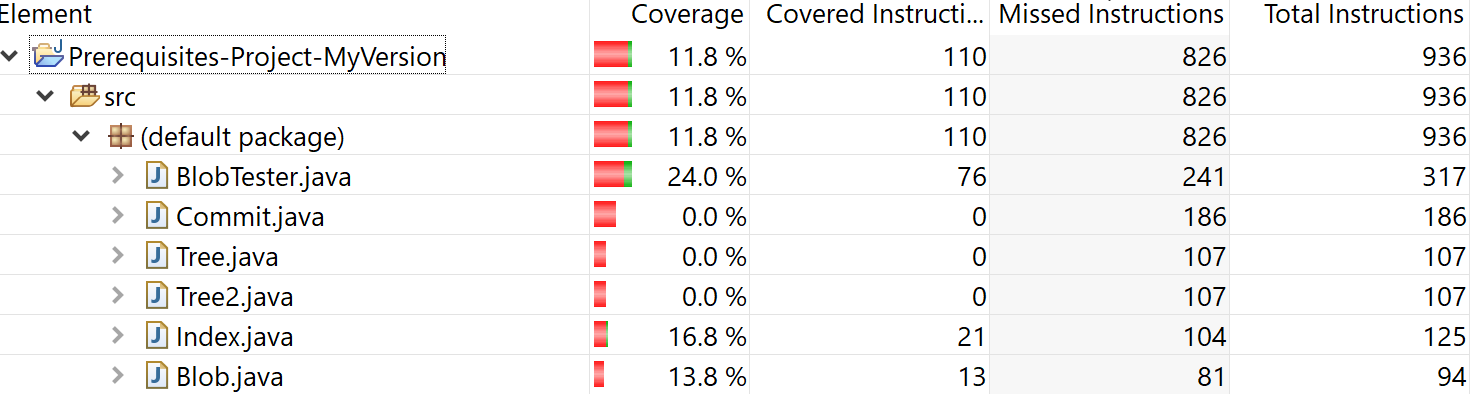 Element Coverage Covered Instructi... Missed Instructions Total Instructions
Prerequisites-Project-MyVersion 11.8 % 110 826 936
src 11.8 % 110 826 936
(default package) 11.8 % 110 826 936
BlobTester.java 24.0 % 76 241 317
Commit.java 0.0 % 0 186 186
Tree.java 0.0 % 0 107 107
Tree2.java 0.0 % 0 107 107
Index.java 16.8 % 21 104 125
Blob.java 13.8 % 13 81 94